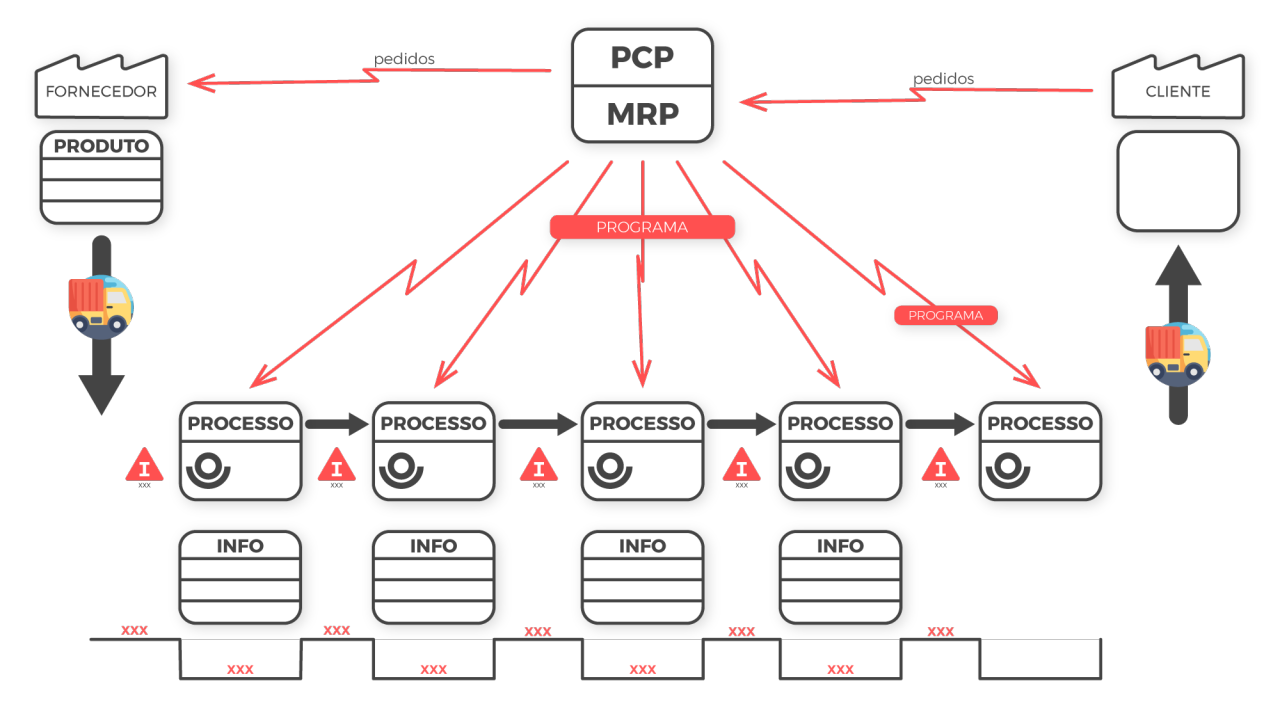 pedidos
PCP
pedidos
FORNECEDOR
CLIENTE
MRP
PRODUTO
PROGRAMA
PROGRAMA
PROCESSO
PROCESSO
PROCESSO
PROCESSO
PROCESSO
I
xxx
I
xxx
I
xxx
I
xxx
I
xxx
INFO
INFO
INFO
INFO
xxx
xxx
xxx
xxx
xxx
xxx
xxx
xxx
xxx